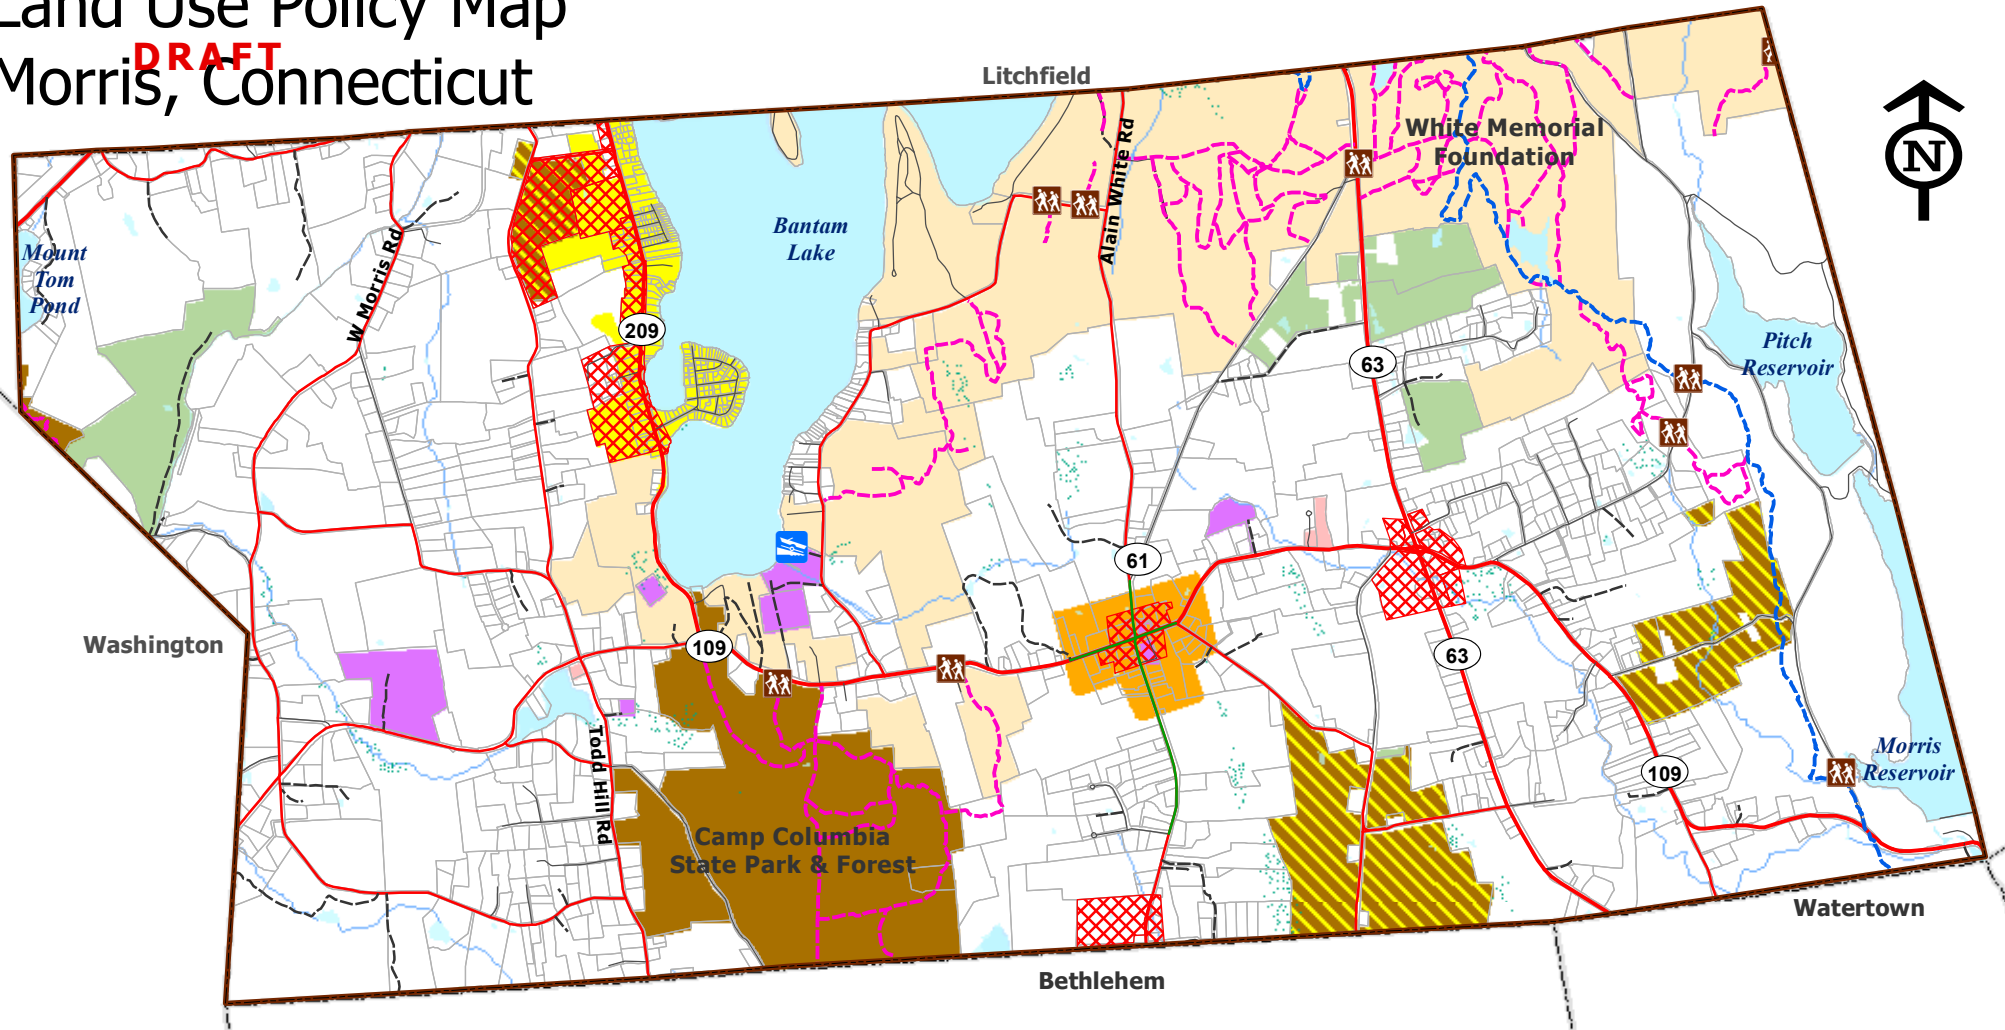 Land Use Policy Map
DRAFT
Morris, Connecticut
Litchfield
White Memorial
Foundation
N
Alain White Rd
Bantam
Lake
Mount
Tom
Pond
W Morris Rd
209
63
Pitch
Reservoir
61
Washington
109
63
Todd Hill Rd
Morris
Reservoir
109
Camp Columbia
State Park & Forest
Watertown
Bethlehem